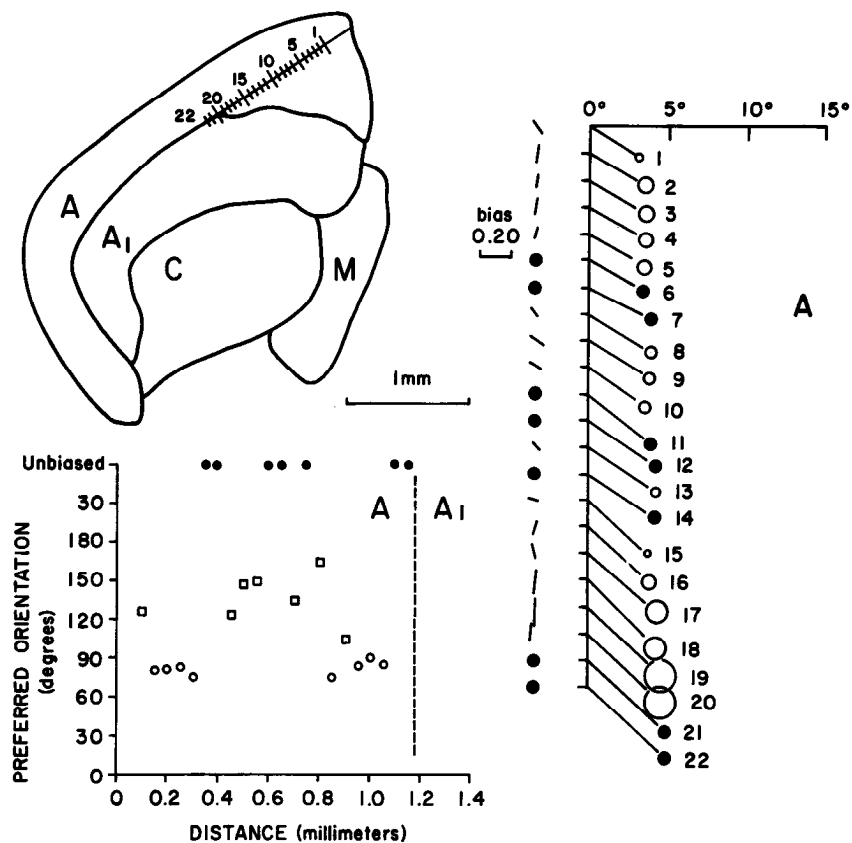 1
5
10
15
20
22
A
A1
C
M
1mm
bias
0.20
0° 5° 10° 15°
1
2
3
4
5
6
7
8
9
10
11
12
13
14
15
16
17
18
19
20
21
22
A
Unbiased
30
180
150
120
90
60
30
0
A A1
PREFERRED ORIENTATION
(degrees)
0 0.2 0.4 0.6 0.8 1.0 1.2 1.4
DISTANCE (millimeters)